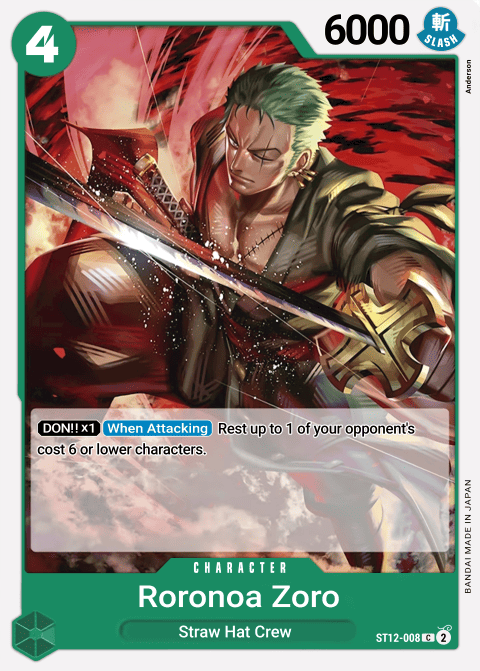 4
6000
斬
SLASH
Anderson
DON!! x1 When Attacking Rest up to 1 of your opponent's
cost 6 or lower characters.
BANDAI MADE IN JAPAN
CHARACTER
Roronoa Zoro
Straw Hat Crew
ST12-008 C 2